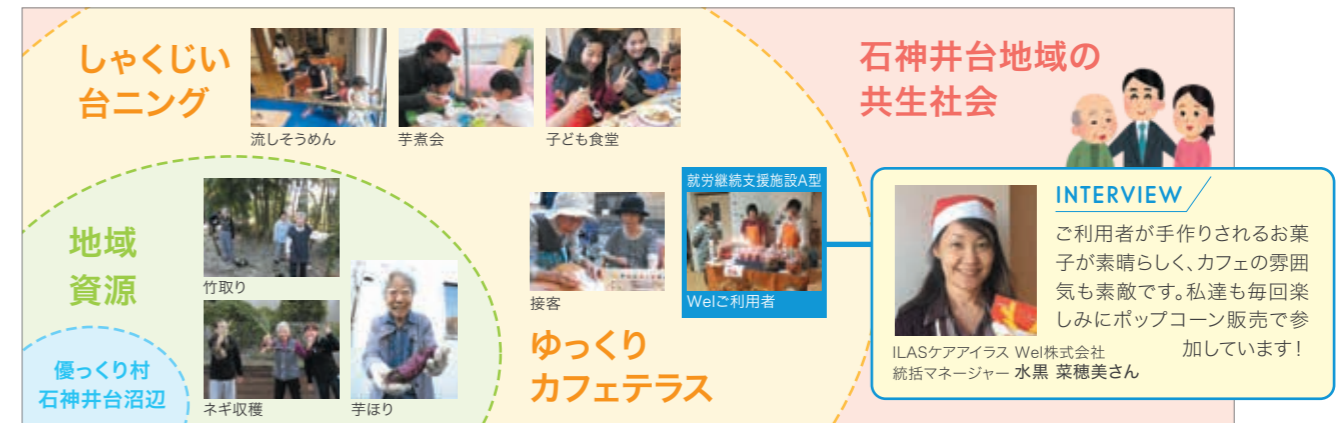 しゃくじい
台ニング
流しそうめん
芋煮会
子ども食堂
石神井台地域の
共生社会
地域
資源
竹取り
ネギ収穫
芋ほり
優っくり村
石神井台沼辺
接客
就労継続支援施設A型
Welご利用者
ゆっくり
カフェテラス
INTERVIEW
ご利用者が手作りされるお菓
子が素晴らしく、カフェの雰囲
気も素敵です。私達も毎回楽
しみにポップコーン販売で参
加しています！
ILASケアアイラス Wel株式会社
統括マネージャー 水黒 菜穂美さん